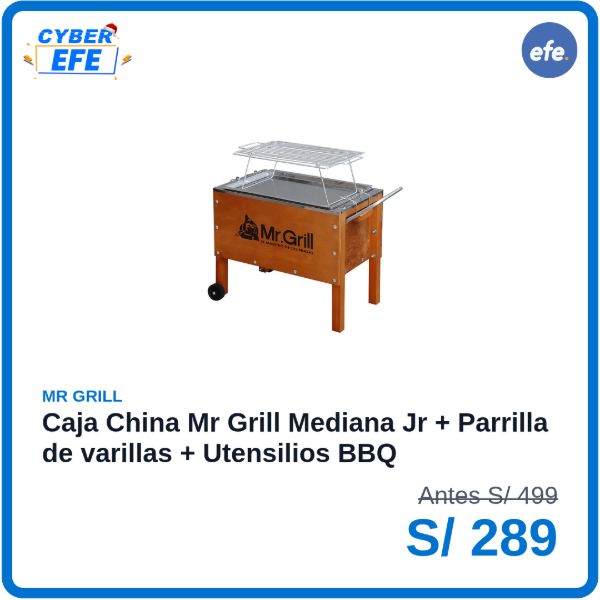 CYBER
EFE
efe.
Mr.Grill
MR GRILL
Caja China Mr Grill Mediana Jr + Parrilla
de varillas + Utensilios BBQ
Antes S/ 499
S/ 289